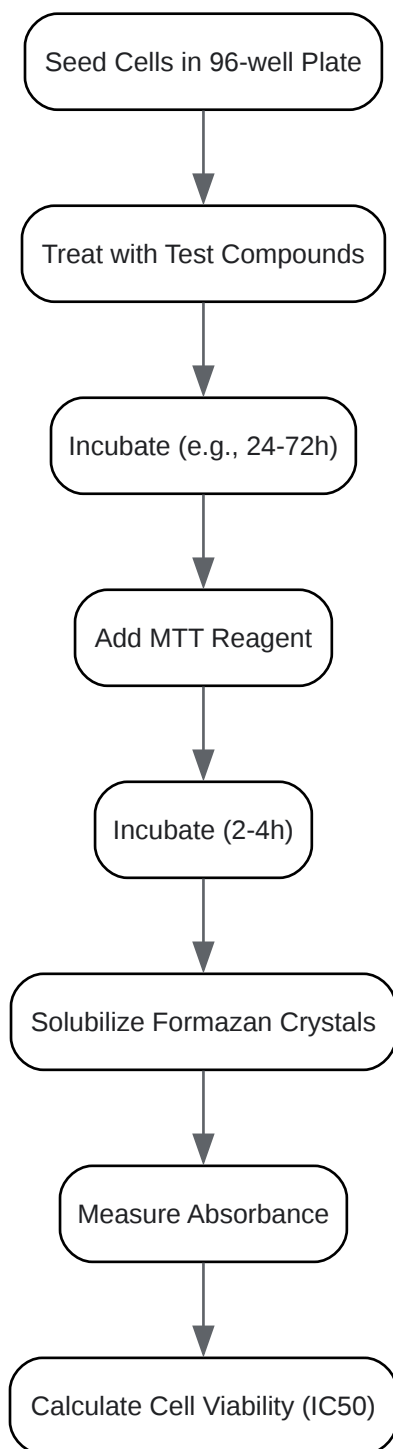 Seed Cells in 96-well Plate
Treat with Test Compounds
Incubate (e.g., 24-72h)
Add MTT Reagent
Incubate (2-4h)
Solubilize Formazan Crystals
Measure Absorbance
Calculate Cell Viability (IC50)